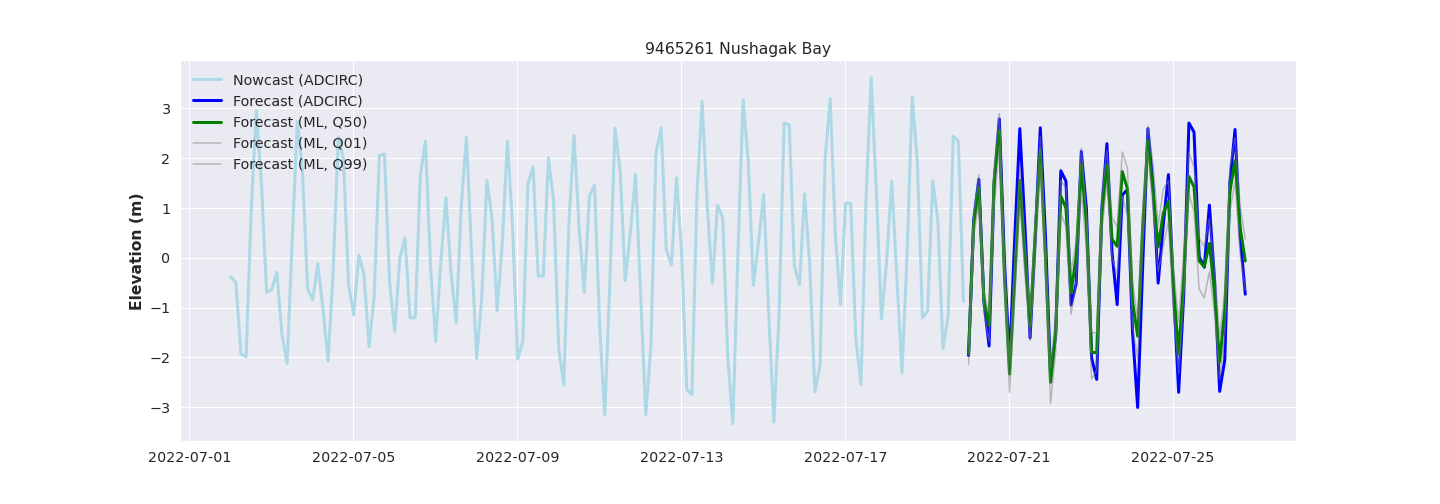 9465261 Nushagak Bay
Nowcast (ADCIRC)
Forecast (ADCIRC)
Forecast (ML, Q50)
Forecast (ML, Q01)
Forecast (ML, Q99)
Elevation (m)
3
2
1
0
−1
−2
−3
2022-07-01
2022-07-05
2022-07-09
2022-07-13
2022-07-17
2022-07-21
2022-07-25